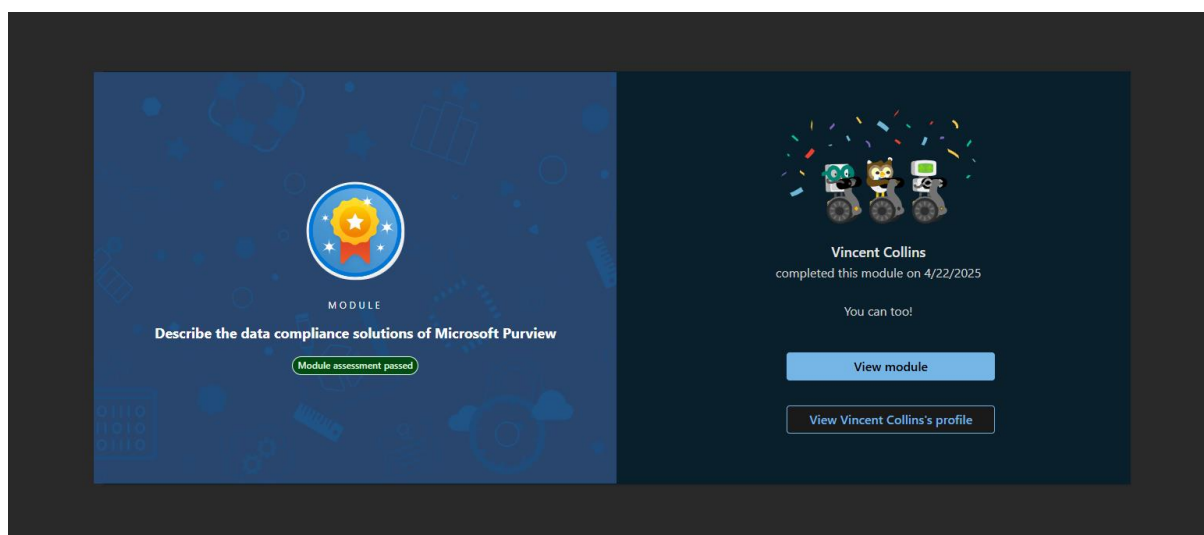 MODULE
Describe the data compliance solutions of Microsoft Purview
Module assessment passed
Vincent Collins
completed this module on 4/22/2025
You can too!
View module
View Vincent Collins's profile